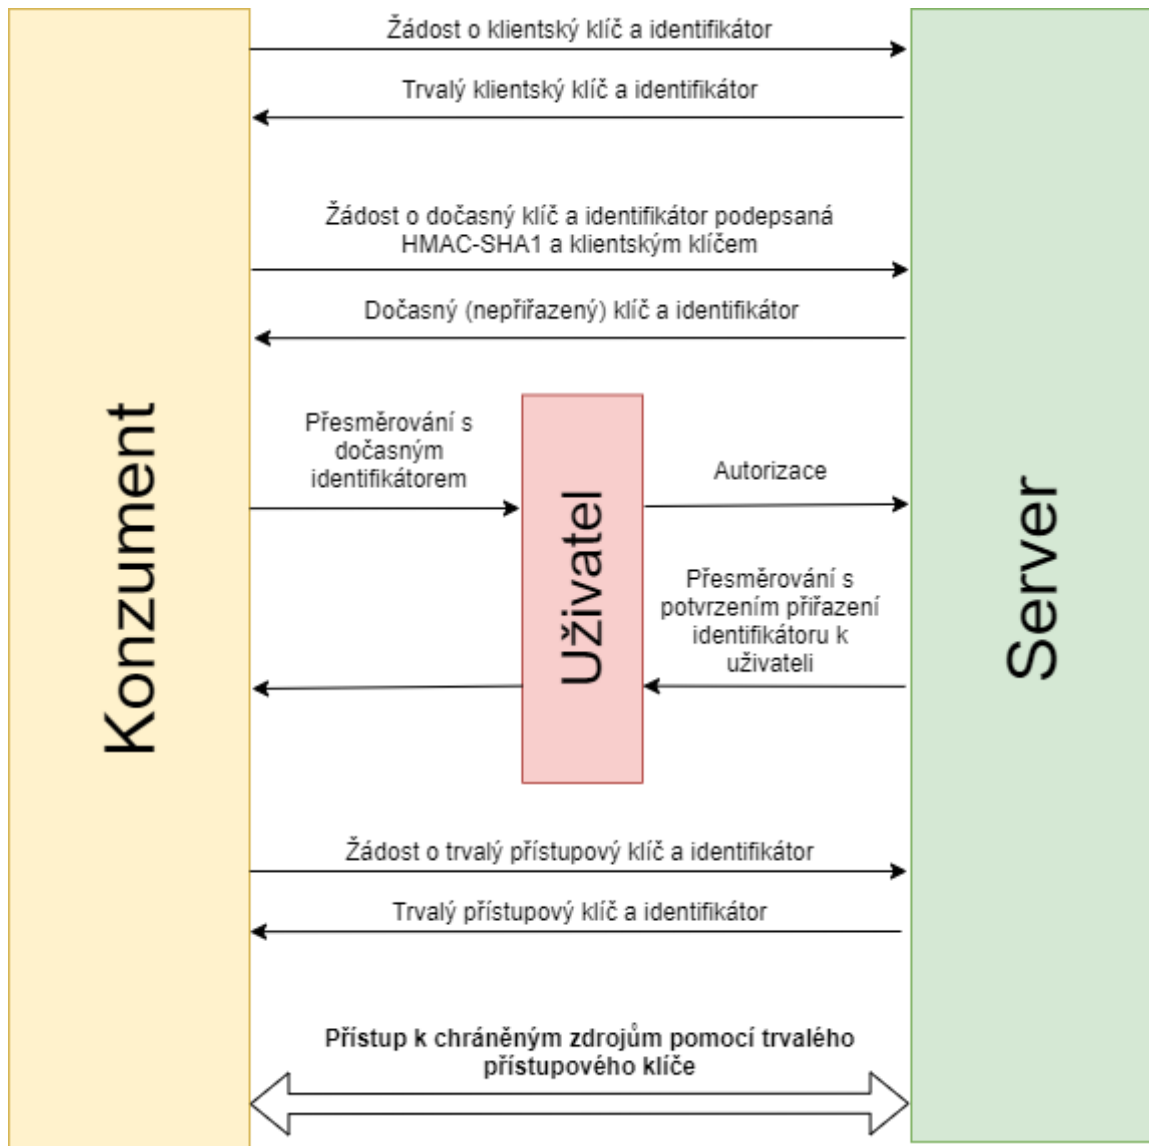 Žádost o klientský klíč a identifikátor
Trvalý klientský klíč a identifikátor
Žádost o dočasný klíč a identifikátor podepsaná
HMAC-SHA1 a klientským klíčem
Dočasný (nepřiřazený) klíč a identifikátor
Konzument
Přesměrování s
dočasným
identifikátorem
Uživatel
Autorizace
Přesměrování s
potvrzením přiřazení
identifikátoru k
uživateli
Server
Žádost o trvalý přístupový klíč a identifikátor
Trvalý přístupový klíč a identifikátor
Přístup k chráněným zdrojům pomocí trvalého
přístupového klíče